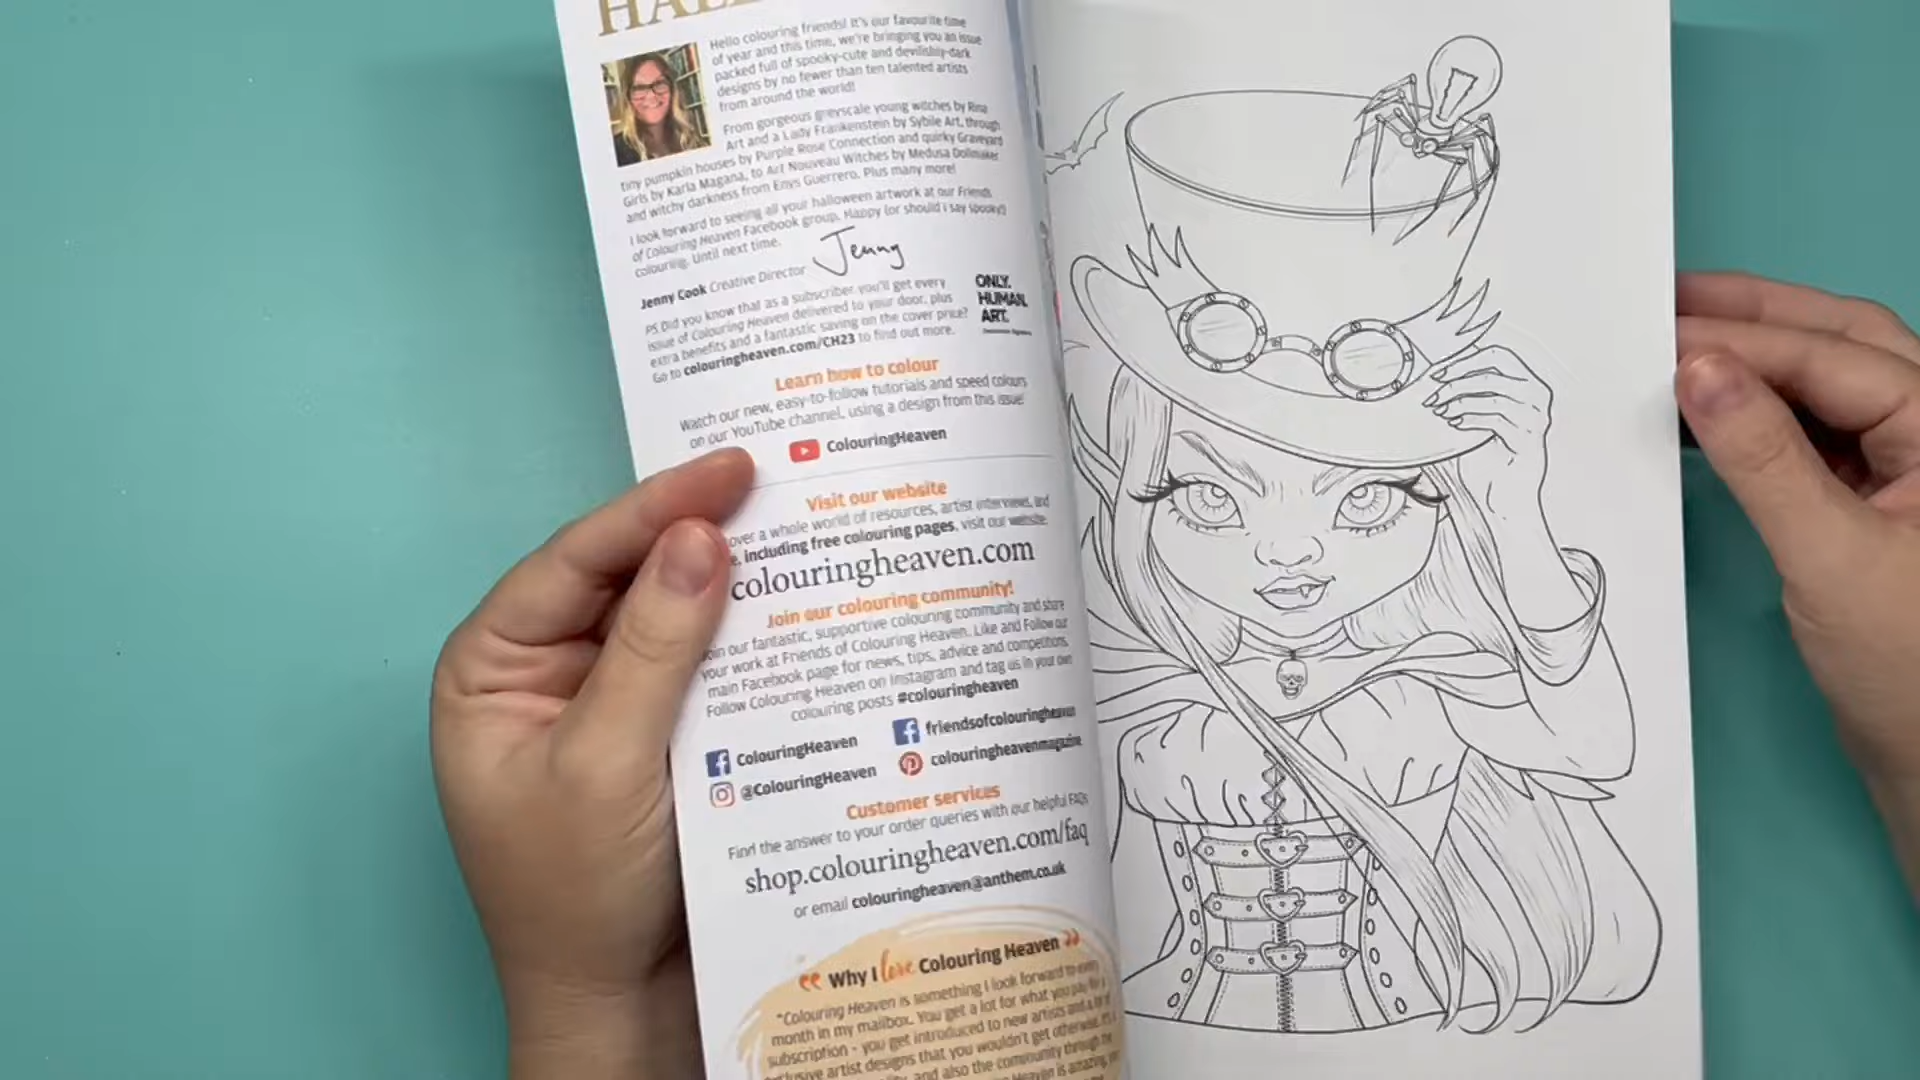 Hello colouring friends! It's our favourite time
of year and this time, we're bringing you an issue
packed full of spooky-cute and devilishly-dark
designs by no fewer than ten talented artists
from around the world!
From gorgeous greyscale young witches by Rina
Art and a Lady Frankenstein by Sybile Art, through
tiny pumpkin houses by Purple Rose Connection and quirky Graveyard
Girls by Karla Magana, to Art Nouveau Witches by Medusa Dollmaker
and witchy darkness from Enys Guerrero. Plus many more!
I look forward to seeing all your halloween artwork at our Friends
of Colouring Heaven Facebook group. Happy (or should I say spooky?)
colouring. Until next time.
Jenny
Jenny Cook Creative Director
PS Did you know that as a subscriber you'll get every
issue of Colouring Heaven delivered to your door, plus
extra benefits and a fantastic saving on the cover price?
Go to colouringheaven.com/CH23 to find out more.
ONLY.
HUMAN.
ART.
Learn how to colour
Watch our new, easy-to-follow tutorials and speed colours
on our YouTube channel, using a design from this issue!
ColouringHeaven
Visit our website
over a whole world of resources, artist interviews, and
including free colouring pages, visit our website.
colouringheaven.com
Join our colouring community!
Join our fantastic, supportive colouring community and share
your work at Friends of Colouring Heaven. Like and Follow our
main Facebook page for news, tips, advice and competitions.
Follow Colouring Heaven on Instagram and tag us in your own
colouring posts #colouringheaven
ColouringHeaven friendsofcolouringheaven
@ColouringHeaven colouringheavenmagazine
Customer services
Find the answer to your order queries with our helpful FAQs
shop.colouringheaven.com/faq
or email colouringheaven@anthem.co.uk
“ Why I love Colouring Heaven ”
"Colouring Heaven is something I look forward to every
month in my mailbox. You get a lot for what you pay for a
subscription - you get introduced to new artists and a lot of
exclusive artist designs that you wouldn't get otherwise.
and also the community through the
Heaven is amazing,